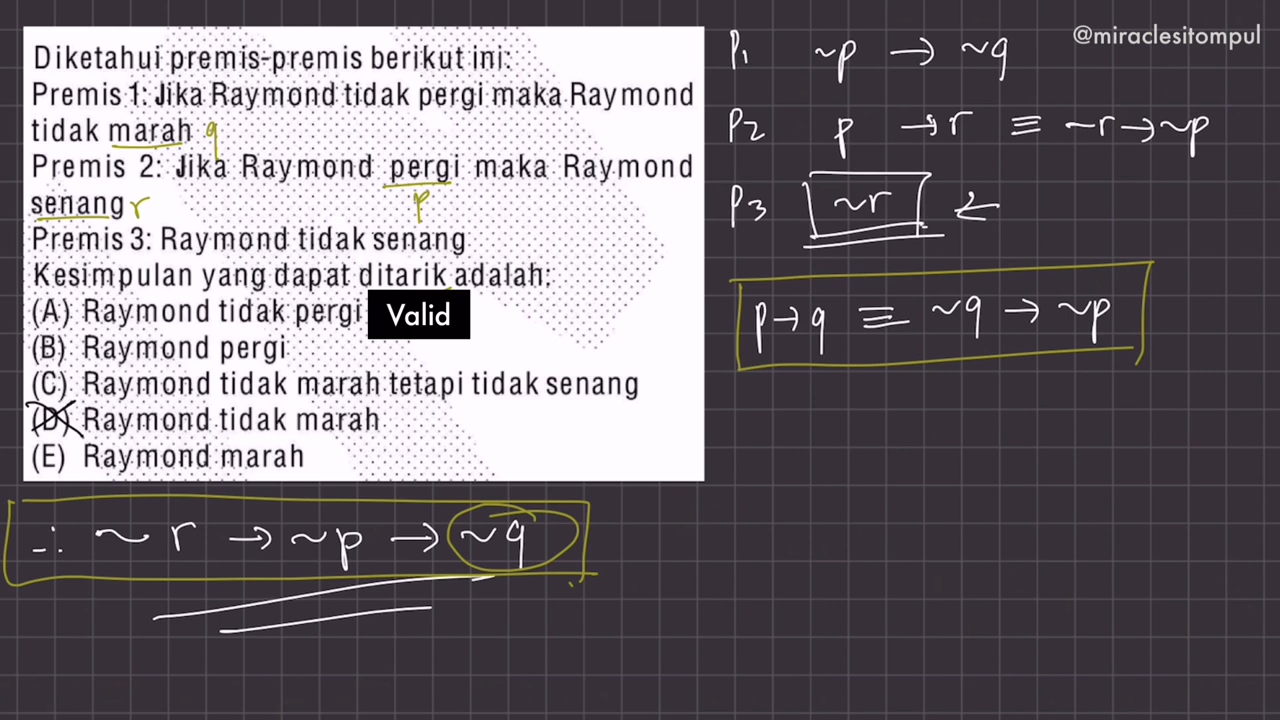 @miraclesitompul
Diketahui premis-premis berikut ini:
Premis 1: Jika Raymond tidak pergi maka Raymond
tidak marah q
Premis 2: Jika Raymond pergi maka Raymond
p
senang r
Premis 3: Raymond tidak senang
Kesimpulan yang dapat ditarik adalah:
(A) Raymond tidak pergi
Valid
(B) Raymond pergi
(C) Raymond tidak marah tetapi tidak senang
(D) Raymond tidak marah
(E) Raymond marah
∴ ~r → ~p → ~q
P1 ~p → ~q
P2 p → r ≡ ~r → ~p
P3 ~r ←
p → q ≡ ~q → ~p